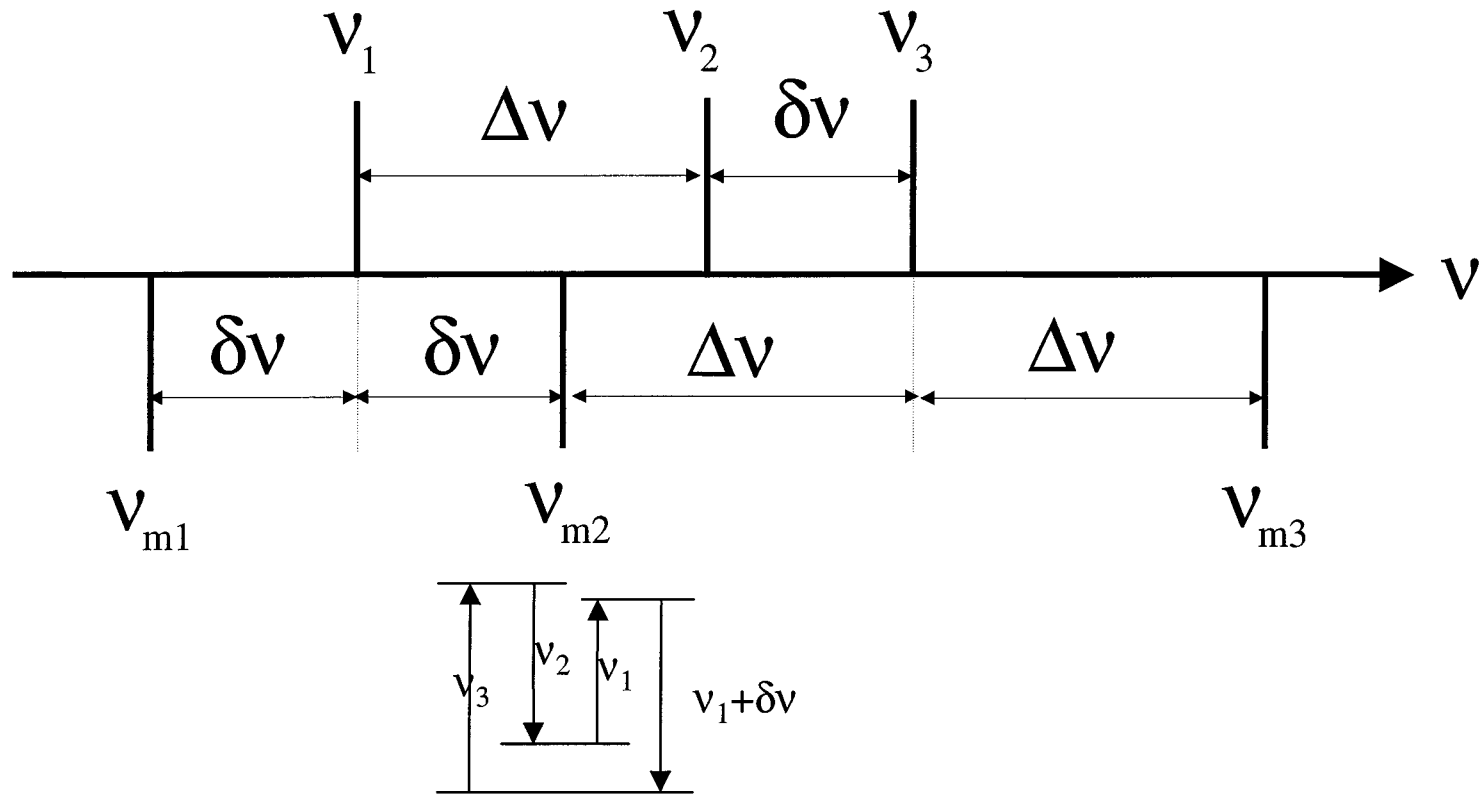 ν₁ ν₂ ν₃
Δν δν
ν
δν δν Δν Δν
νₘ₁ νₘ₂ νₘ₃
ν₃ ν₂ ν₁ ν₁+δν